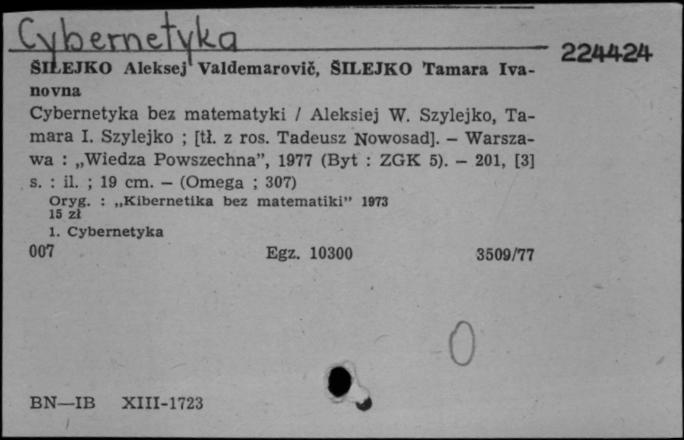 Cybernetyka
224424
ŠILEJKO Aleksej Valdemarovič, ŠILEJKO Tamara Iva-
novna
Cybernetyka bez matematyki / Aleksiej W. Szylejko, Ta-
mara I. Szylejko ; [tł. z ros. Tadeusz Nowosad]. – Warsza-
wa : „Wiedza Powszechna”, 1977 (Byt : ZGK 5). – 201, [3]
s. : il. ; 19 cm. – (Omega ; 307)
Oryg. : „Kibernetika bez matematiki” 1973
15 zł
1. Cybernetyka
007 Egz. 10300 3509/77
0
BN—IB XIII-1723